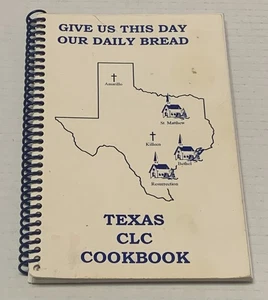 GIVE US THIS DAY
OUR DAILY BREAD
Amarillo
St. Matthew
Killeen
Bethel
Resurrection
TEXAS
CLC
COOKBOOK